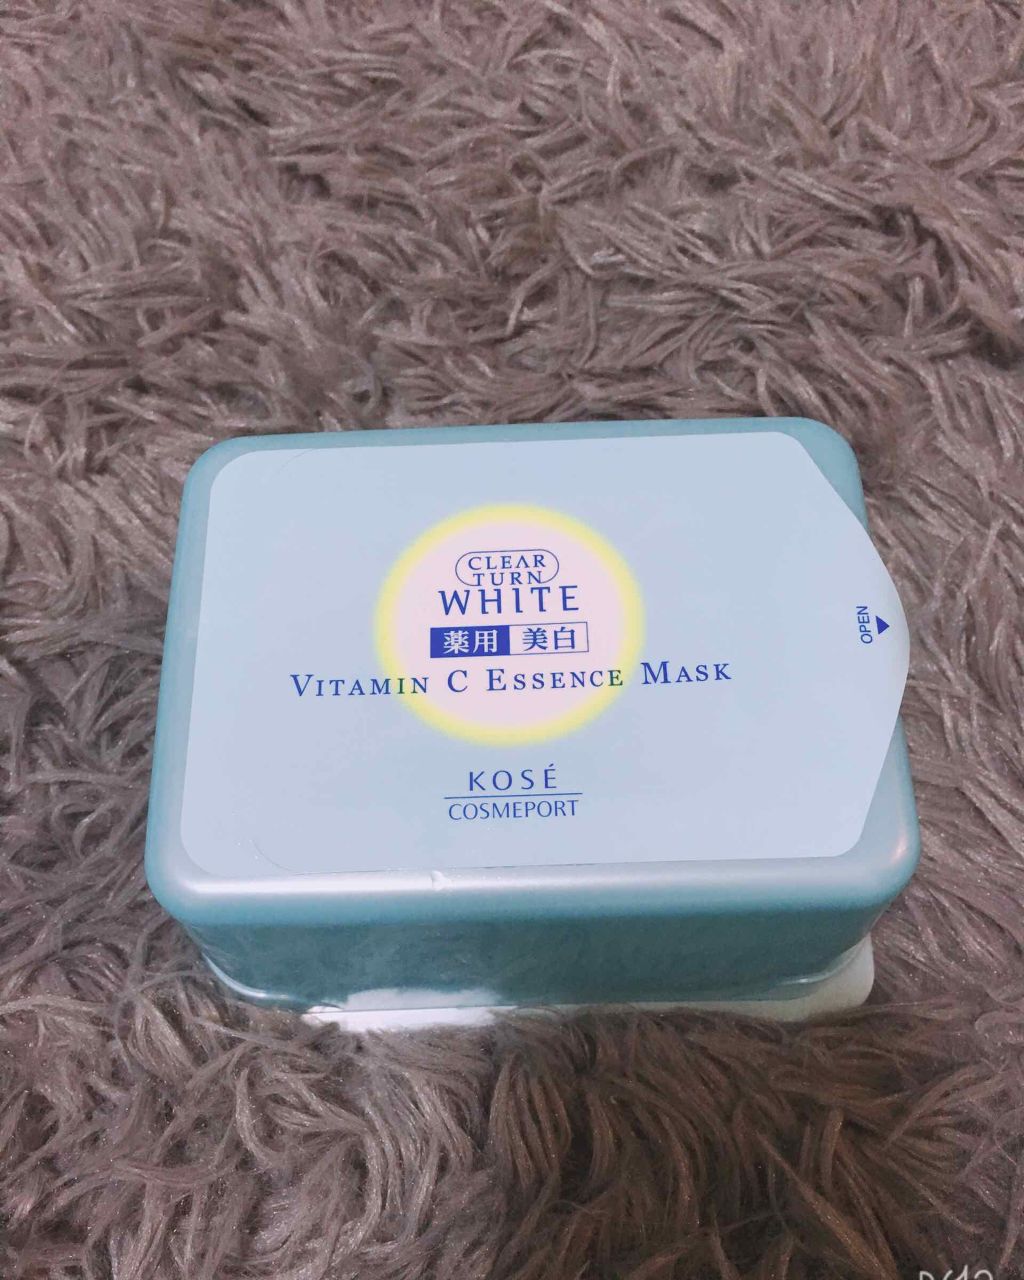 CLEAR
TURN
WHITE
薬用 美白
VITAMIN C ESSENCE MASK
OPEN
KOSÉ
COSMEPORT